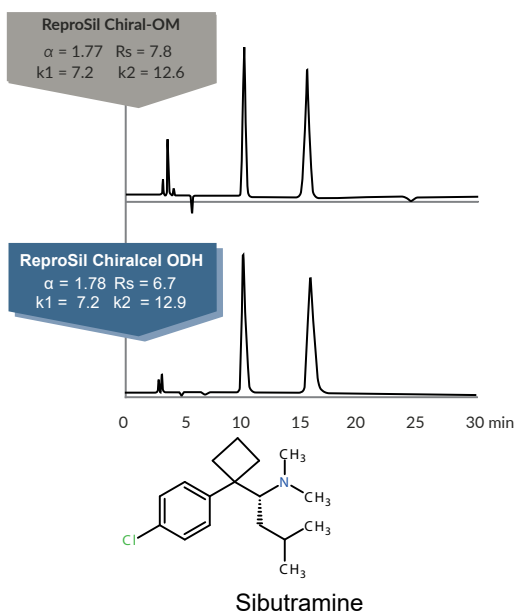 ReproSil Chiral-OM
α = 1.77 Rs = 7.8
k1 = 7.2 k2 = 12.6
ReproSil Chiralcel ODH
α = 1.78 Rs = 6.7
k1 = 7.2 k2 = 12.9
0 5 10 15 20 25 30 min
CH3
N
CH3
Cl
CH3
CH3
Sibutramine